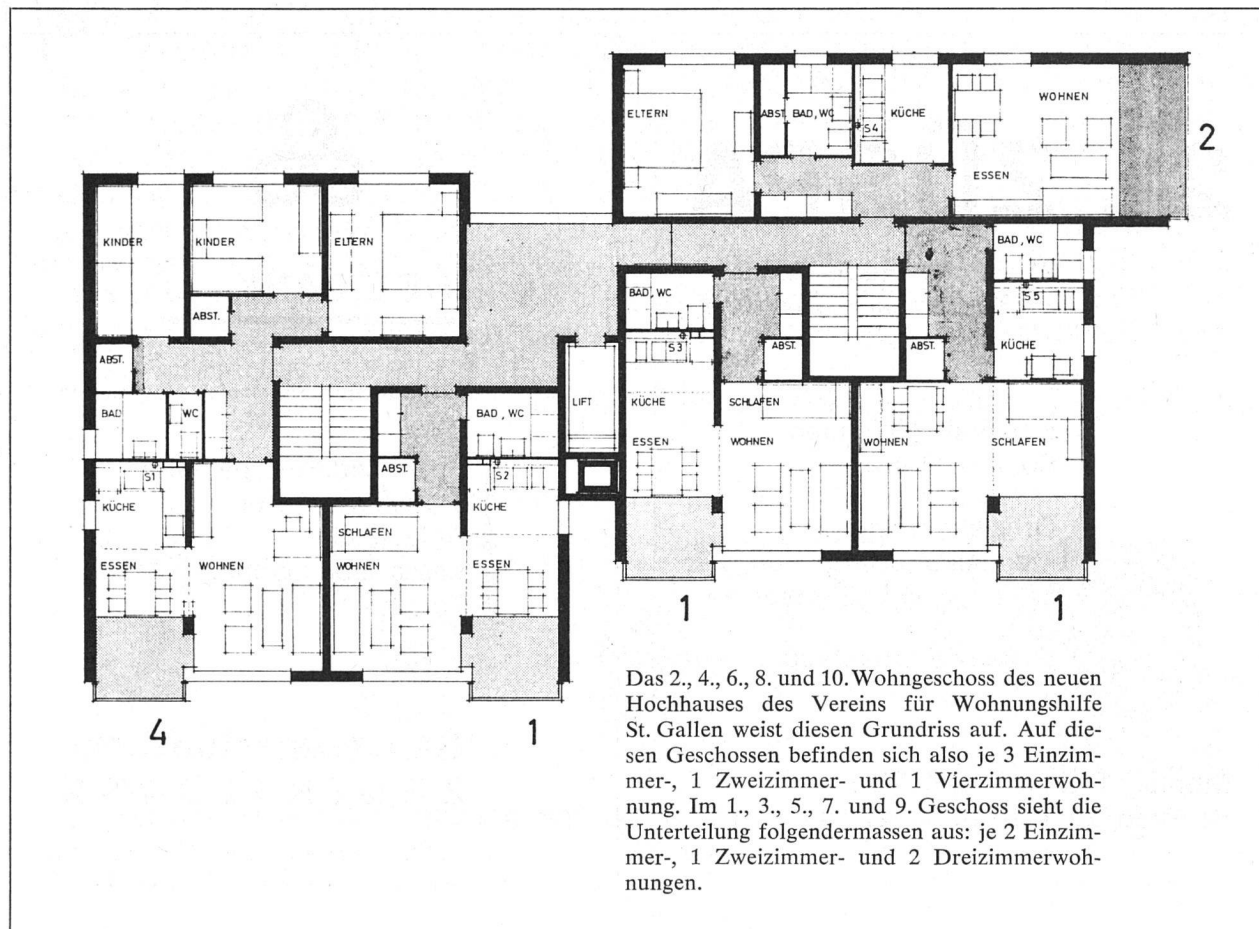 ELTERN
ABST.
BAD, WC
S4
KÜCHE
WOHNEN
ESSEN
2
KINDER
KINDER
ELTERN
ABST.
ABST.
BAD
WC
BAD, WC
ABST.
LIFT
S1
KÜCHE
ESSEN
WOHNEN
SCHLAFEN
WOHNEN
S2
KÜCHE
ESSEN
4
1
BAD, WC
S3
ABST.
KÜCHE
ESSEN
SCHLAFEN
WOHNEN
BAD, WC
S5
KÜCHE
ABST.
WOHNEN
SCHLAFEN
1
1
Das 2., 4., 6., 8. und 10. Wohngeschoss des neuen
Hochhauses des Vereins für Wohnungshilfe
St. Gallen weist diesen Grundriss auf. Auf die-
sen Geschossen befinden sich also je 3 Einzim-
mer-, 1 Zweizimmer- und 1 Vierzimmerwoh-
nung. Im 1., 3., 5., 7. und 9. Geschoss sieht die
Unterteilung folgendermassen aus: je 2 Einzim-
mer-, 1 Zweizimmer- und 2 Dreizimmerwoh-
nungen.